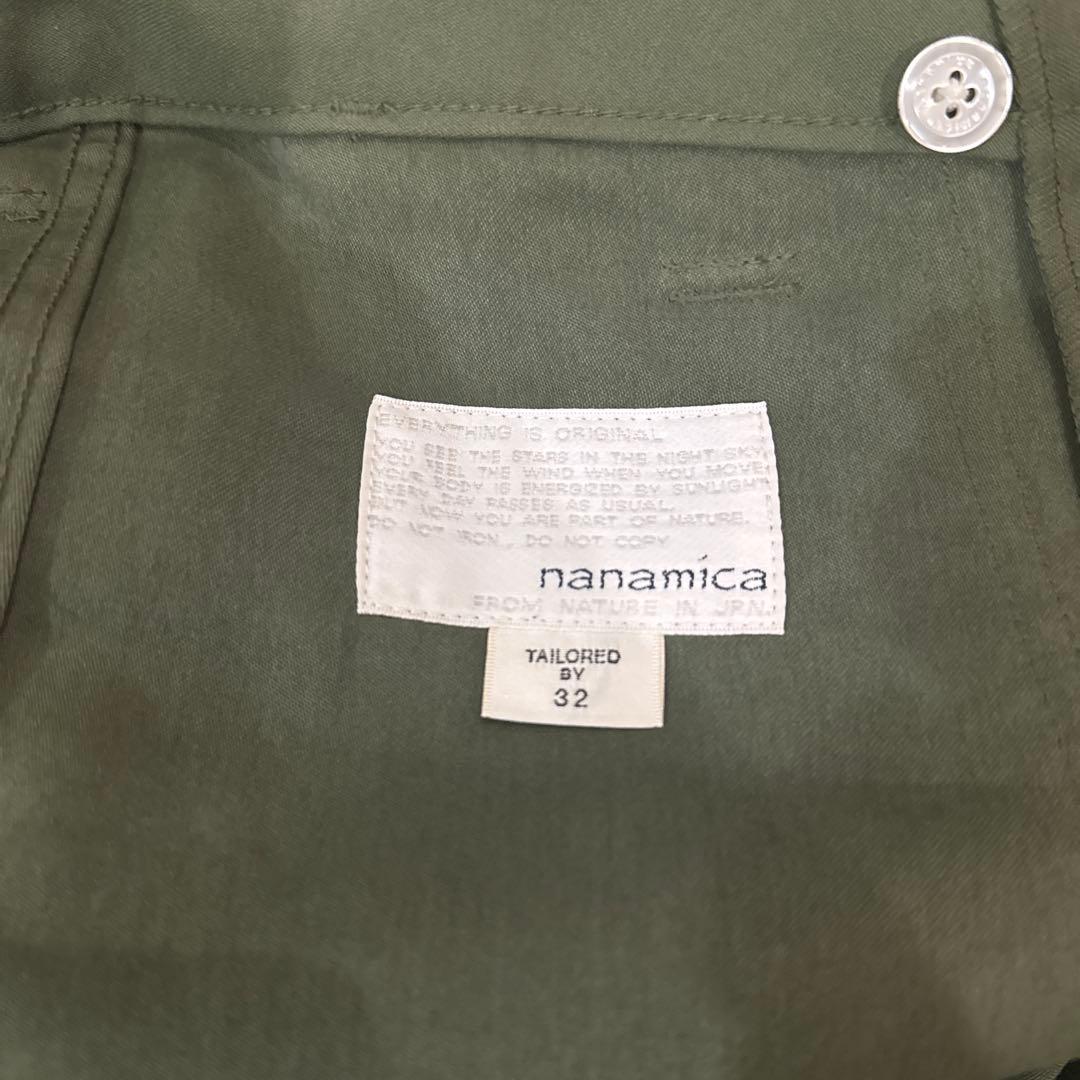 EVERYTHING IS ORIGINAL
YOU SEE THE STARS IN THE NIGHT SKY.
YOU FEEL THE WIND WHEN YOU MOVE.
YOUR BODY IS ENERGIZED BY SUNLIGHT.
EVERY DAY PASSES AS USUAL.
BUT NOW YOU ARE PART OF NATURE.
DO NOT IRON, DO NOT COPY
nanamica
FROM NATURE IN JPN.
TAILORED
BY
32